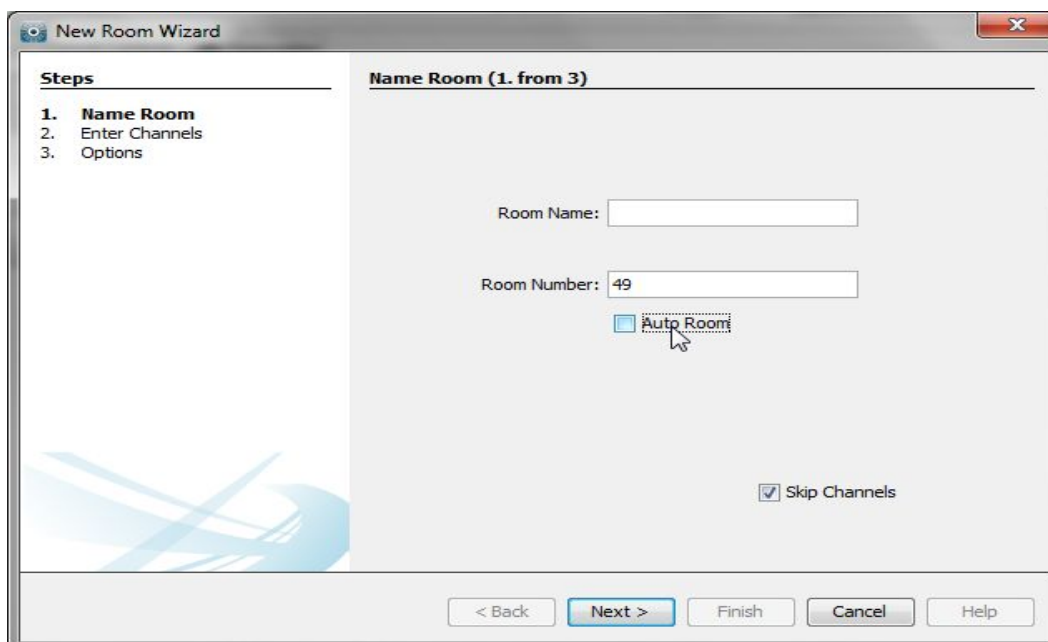 New Room Wizard
Steps
1. Name Room
2. Enter Channels
3. Options
Name Room (1. from 3)
Room Name:
Room Number: 49
Auto Room
Skip Channels
< Back Next > Finish Cancel Help